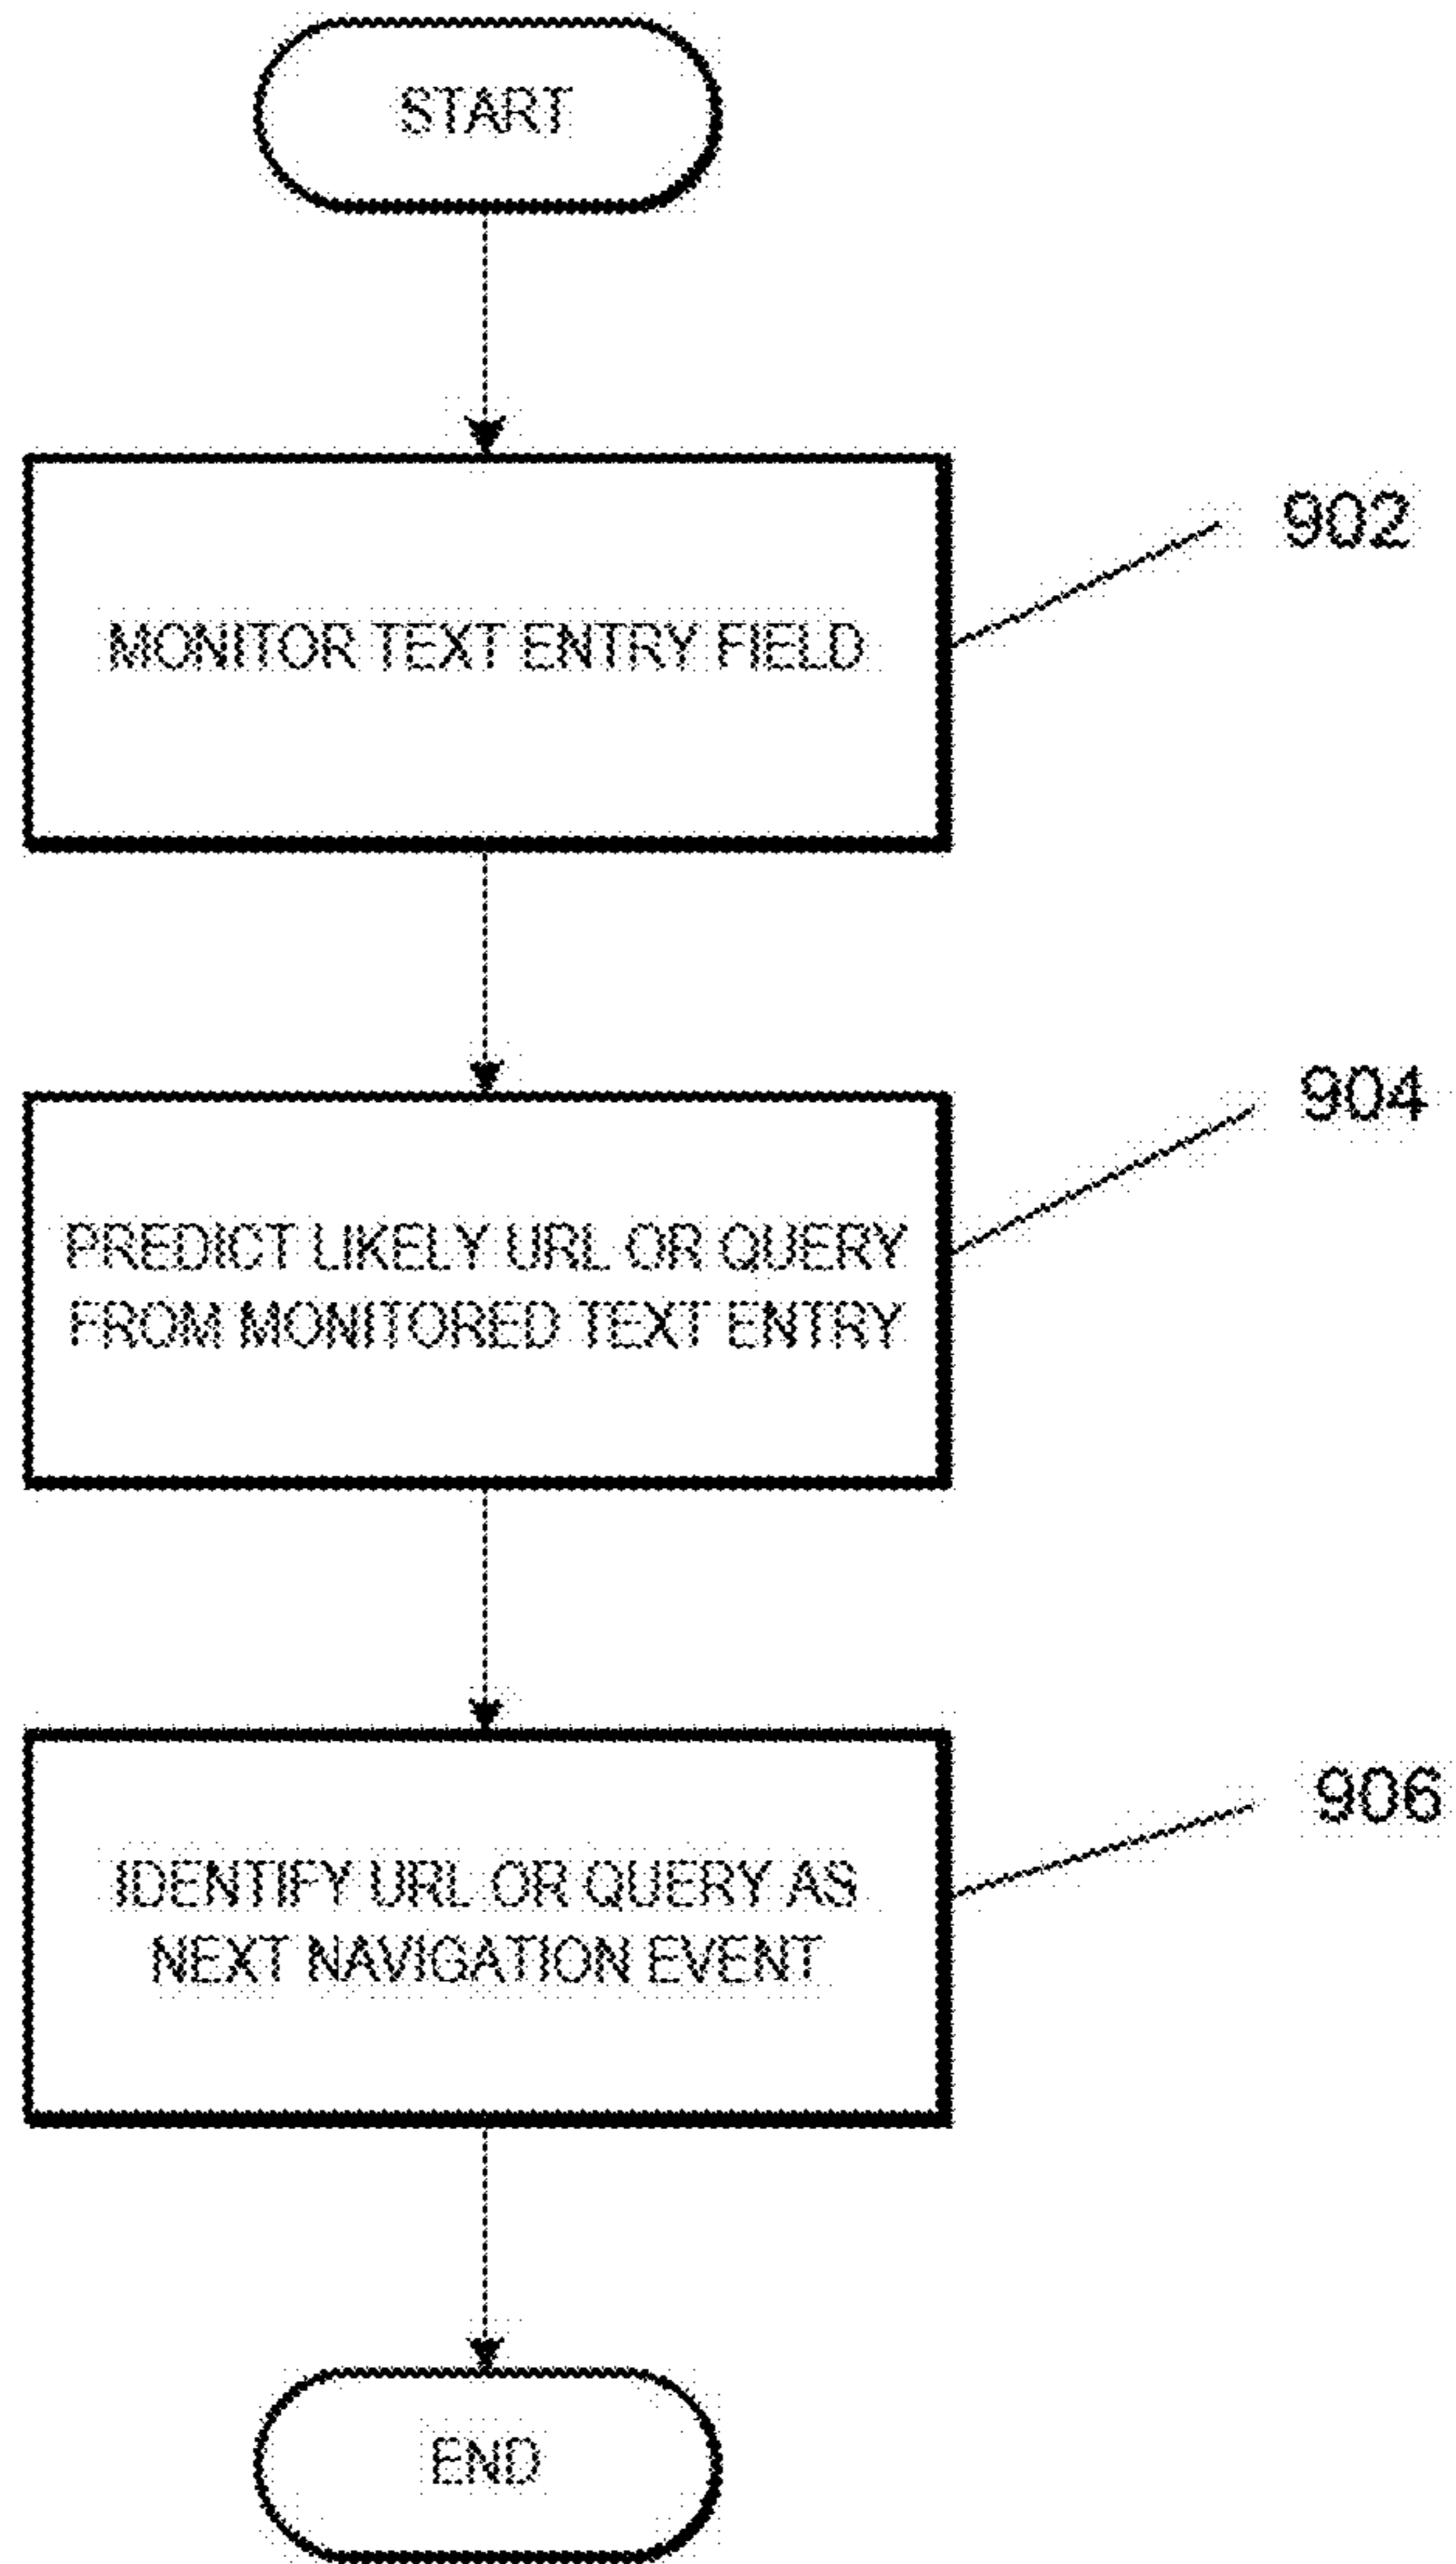 START
902
MONITOR TEXT ENTRY FIELD
904
PREDICT LIKELY URL OR QUERY
FROM MONITORED TEXT ENTRY
906
IDENTIFY URL OR QUERY AS
NEXT NAVIGATION EVENT
END